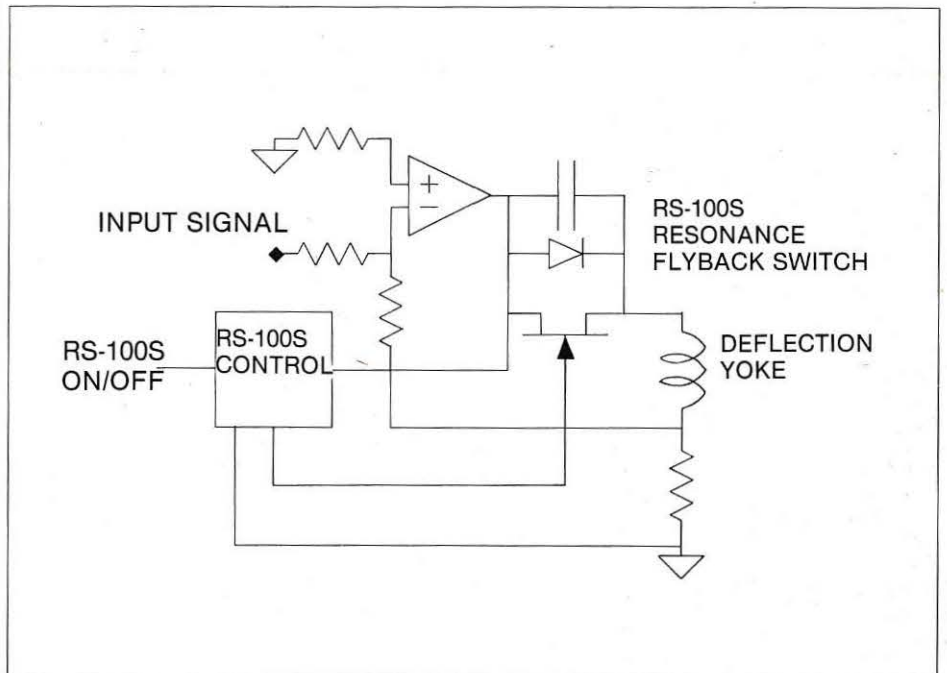 INPUT SIGNAL
RS-100S
RESONANCE
FLYBACK SWITCH
RS-100S
ON/OFF
RS-100S
CONTROL
DEFLECTION
YOKE
+
−